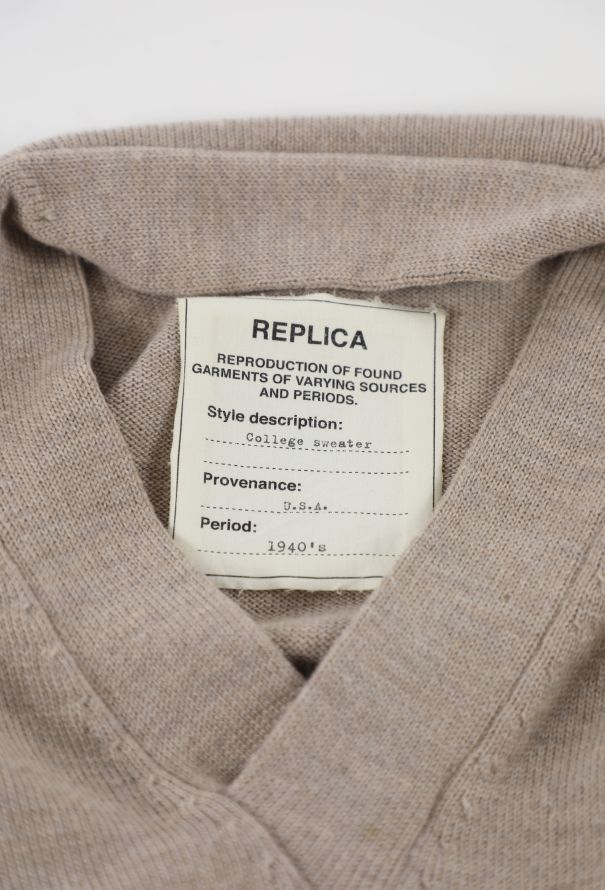 REPLICA
REPRODUCTION OF FOUND
GARMENTS OF VARYING SOURCES
AND PERIODS.
Style description:
College sweater
Provenance:
U.S.A.
Period:
1940's